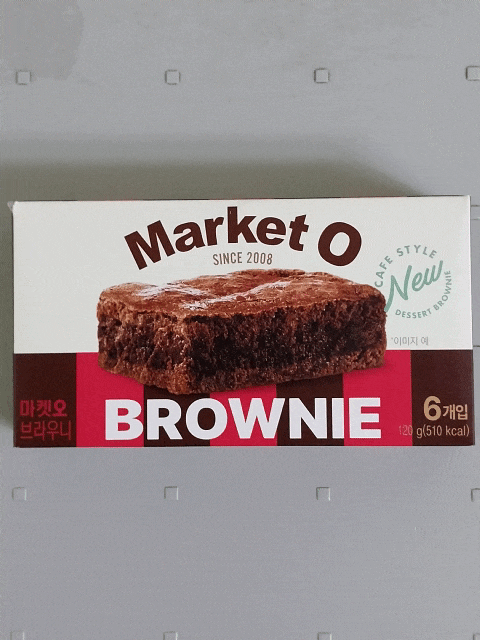 Market O
SINCE 2008
CAFE STYLE
New
DESSERT BROWNIE
*이미지 예
마켓오
브라우니
BROWNIE
6개입
120 g(510 kcal)